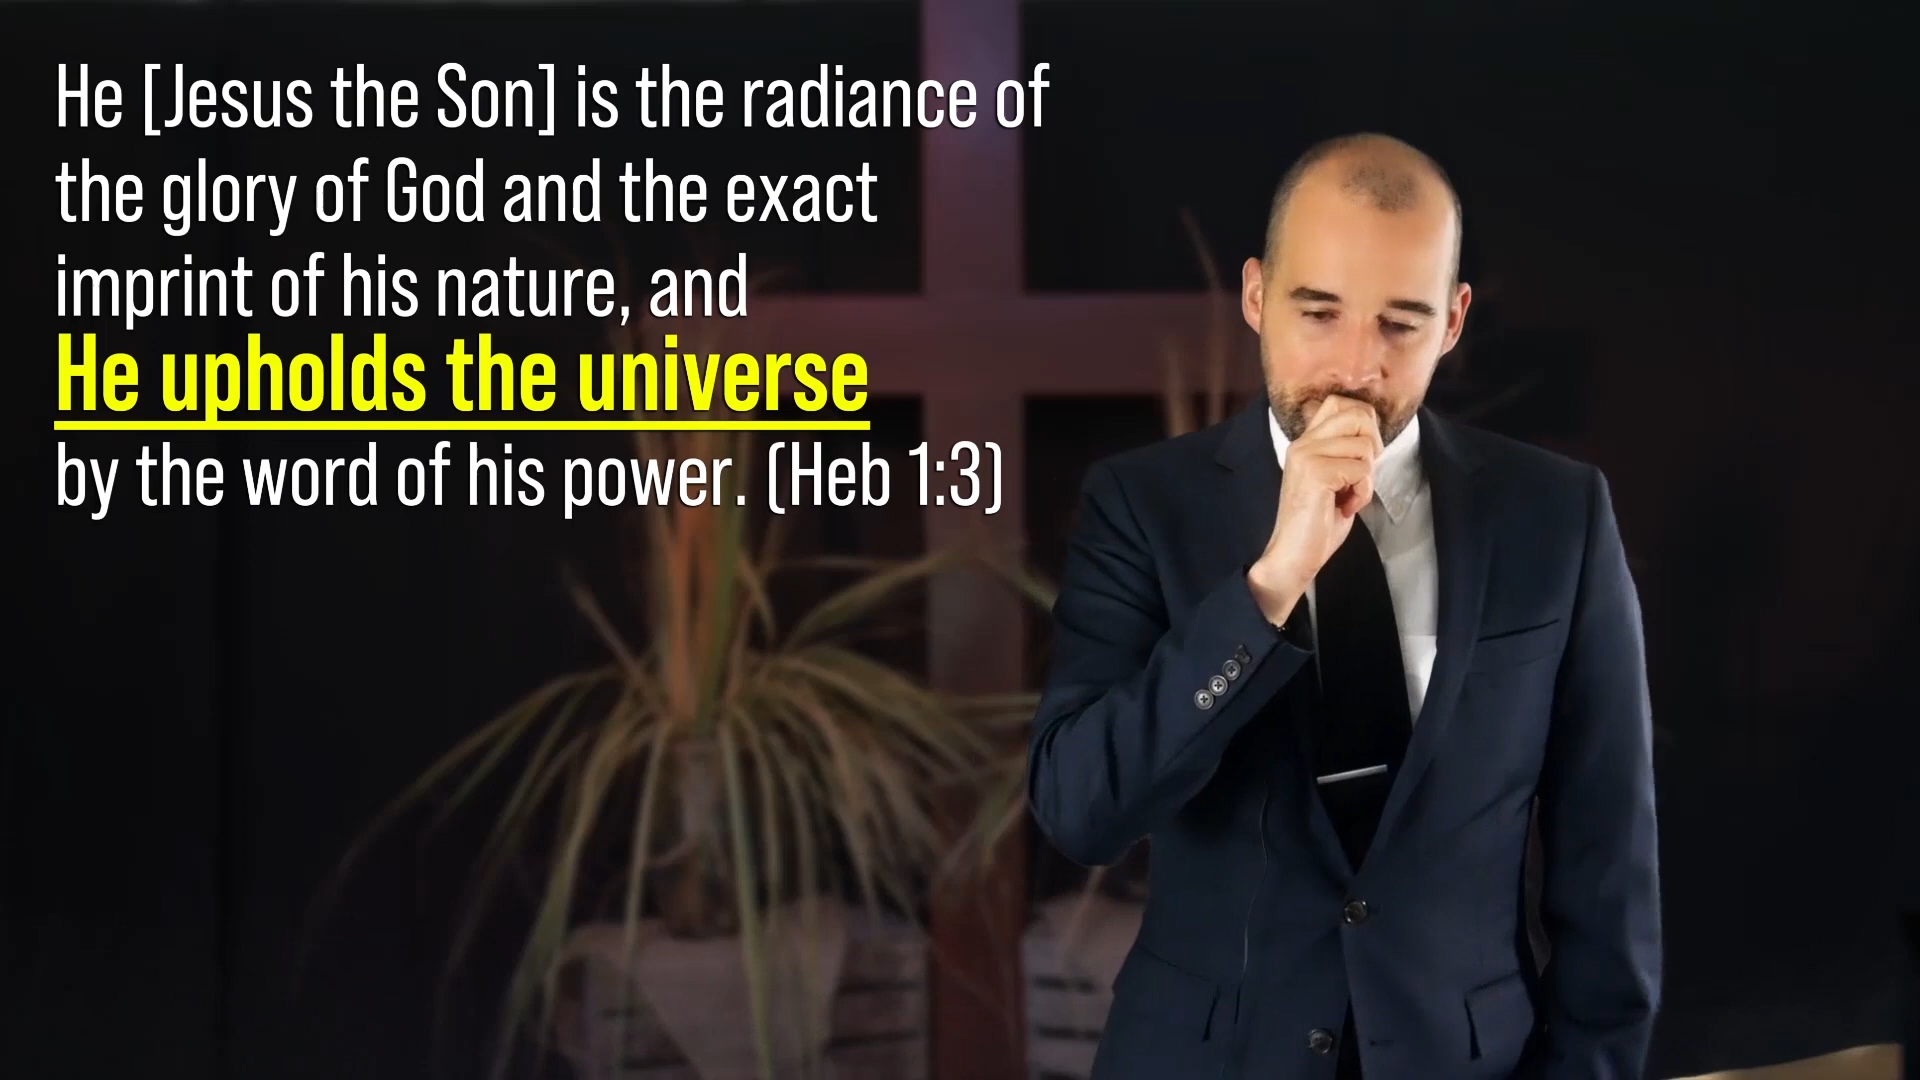 He [Jesus the Son] is the radiance of
the glory of God and the exact
imprint of his nature, and
He upholds the universe
by the word of his power. (Heb 1:3)